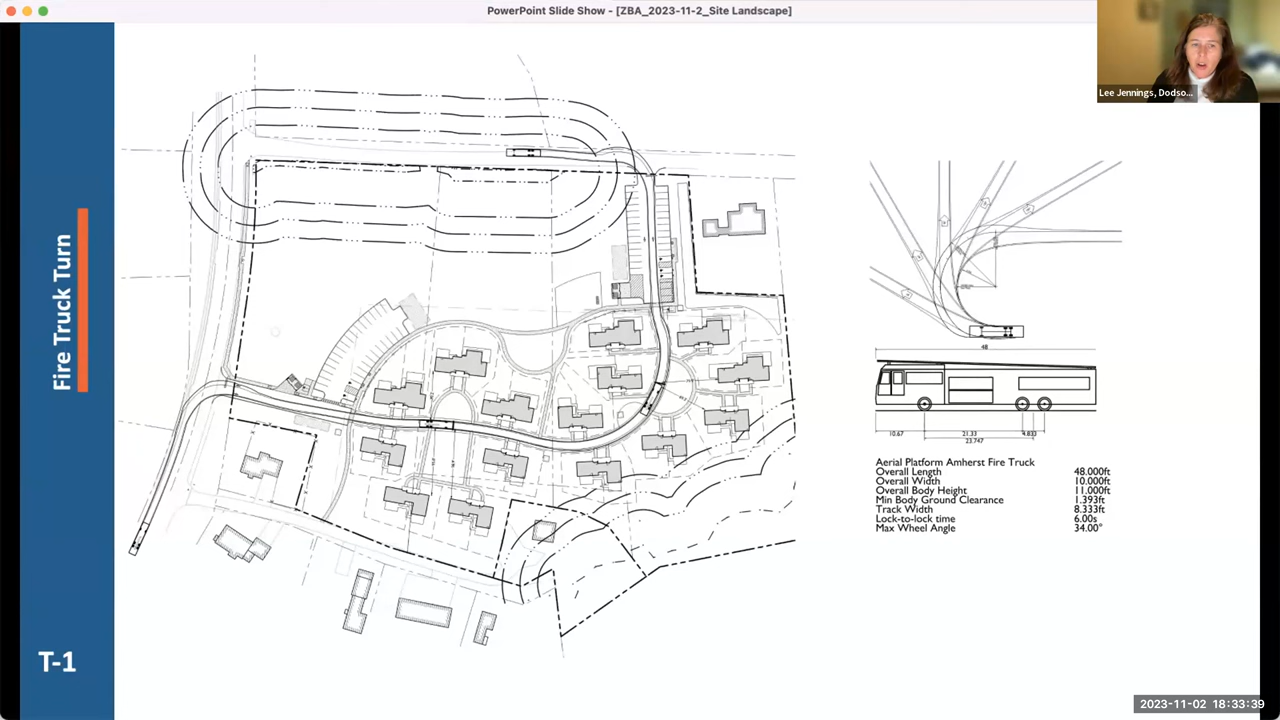 PowerPoint Slide Show - [ZBA_2023-11-2_Site Landscape]
Lee Jennings, Dodso...
Fire Truck Turn
48
10.67
21.33
4.833
23.747
Aerial Platform Amherst Fire Truck
Overall Length 48.000ft
Overall Width 10.000ft
Overall Body Height 11.000ft
Min Body Ground Clearance 1.393ft
Track Width 8.333ft
Lock-to-lock time 6.00s
Max Wheel Angle 34.00°
T-1
2023-11-02 18:33:39